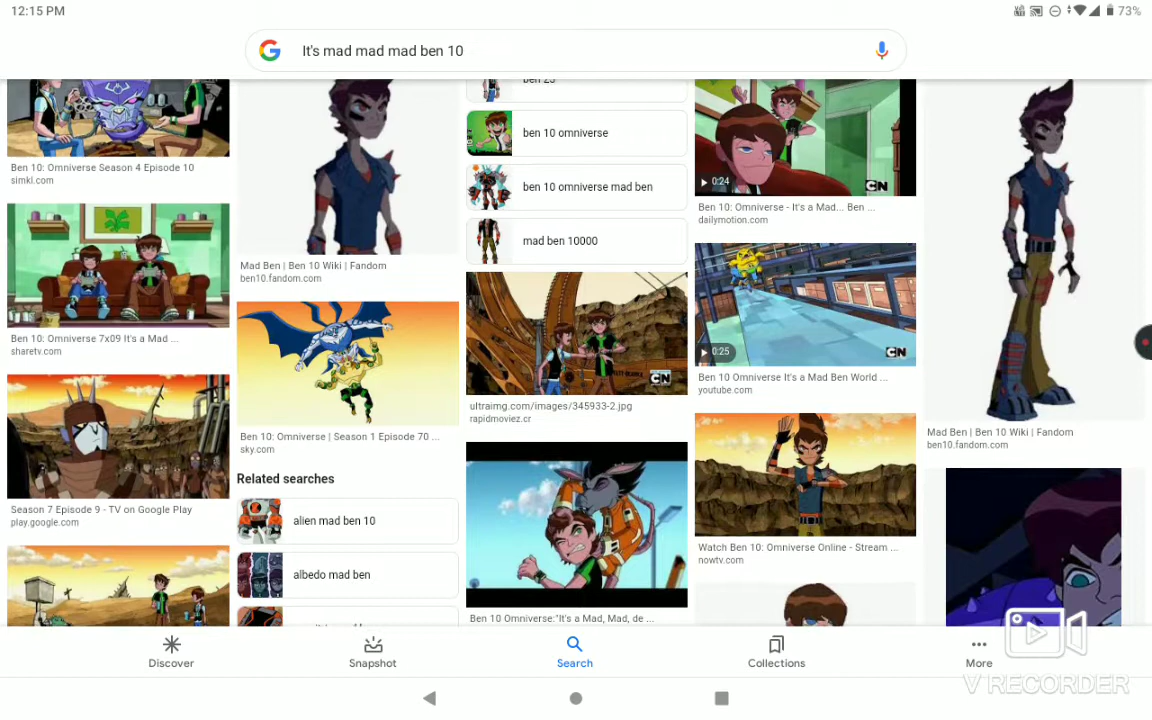 12:15 PM
73%
It's mad mad mad ben 10
Ben 10: Omniverse Season 4 Episode 10
simkl.com
Ben 10: Omniverse 7x09 It's a Mad ...
sharetv.com
Season 7 Episode 9 - TV on Google Play
play.google.com
Mad Ben | Ben 10 Wiki | Fandom
ben10.fandom.com
Ben 10: Omniverse | Season 1 Episode 70 ...
sky.com
Related searches
alien mad ben 10
albedo mad ben
ben 23
ben 10 omniverse
ben 10 omniverse mad ben
mad ben 10000
CN
ultraimg.com/images/345933-2.jpg
rapidmoviez.cr
Ben 10 Omniverse:"It's a Mad, Mad, de ...
0:24
CN
Ben 10: Omniverse - It's a Mad... Ben ...
dailymotion.com
0:25
CN
Ben 10 Omniverse It's a Mad Ben World ...
youtube.com
Watch Ben 10: Omniverse Online - Stream ...
nowtv.com
Mad Ben | Ben 10 Wiki | Fandom
ben10.fandom.com
Discover
Snapshot
Search
Collections
More
V RECORDER